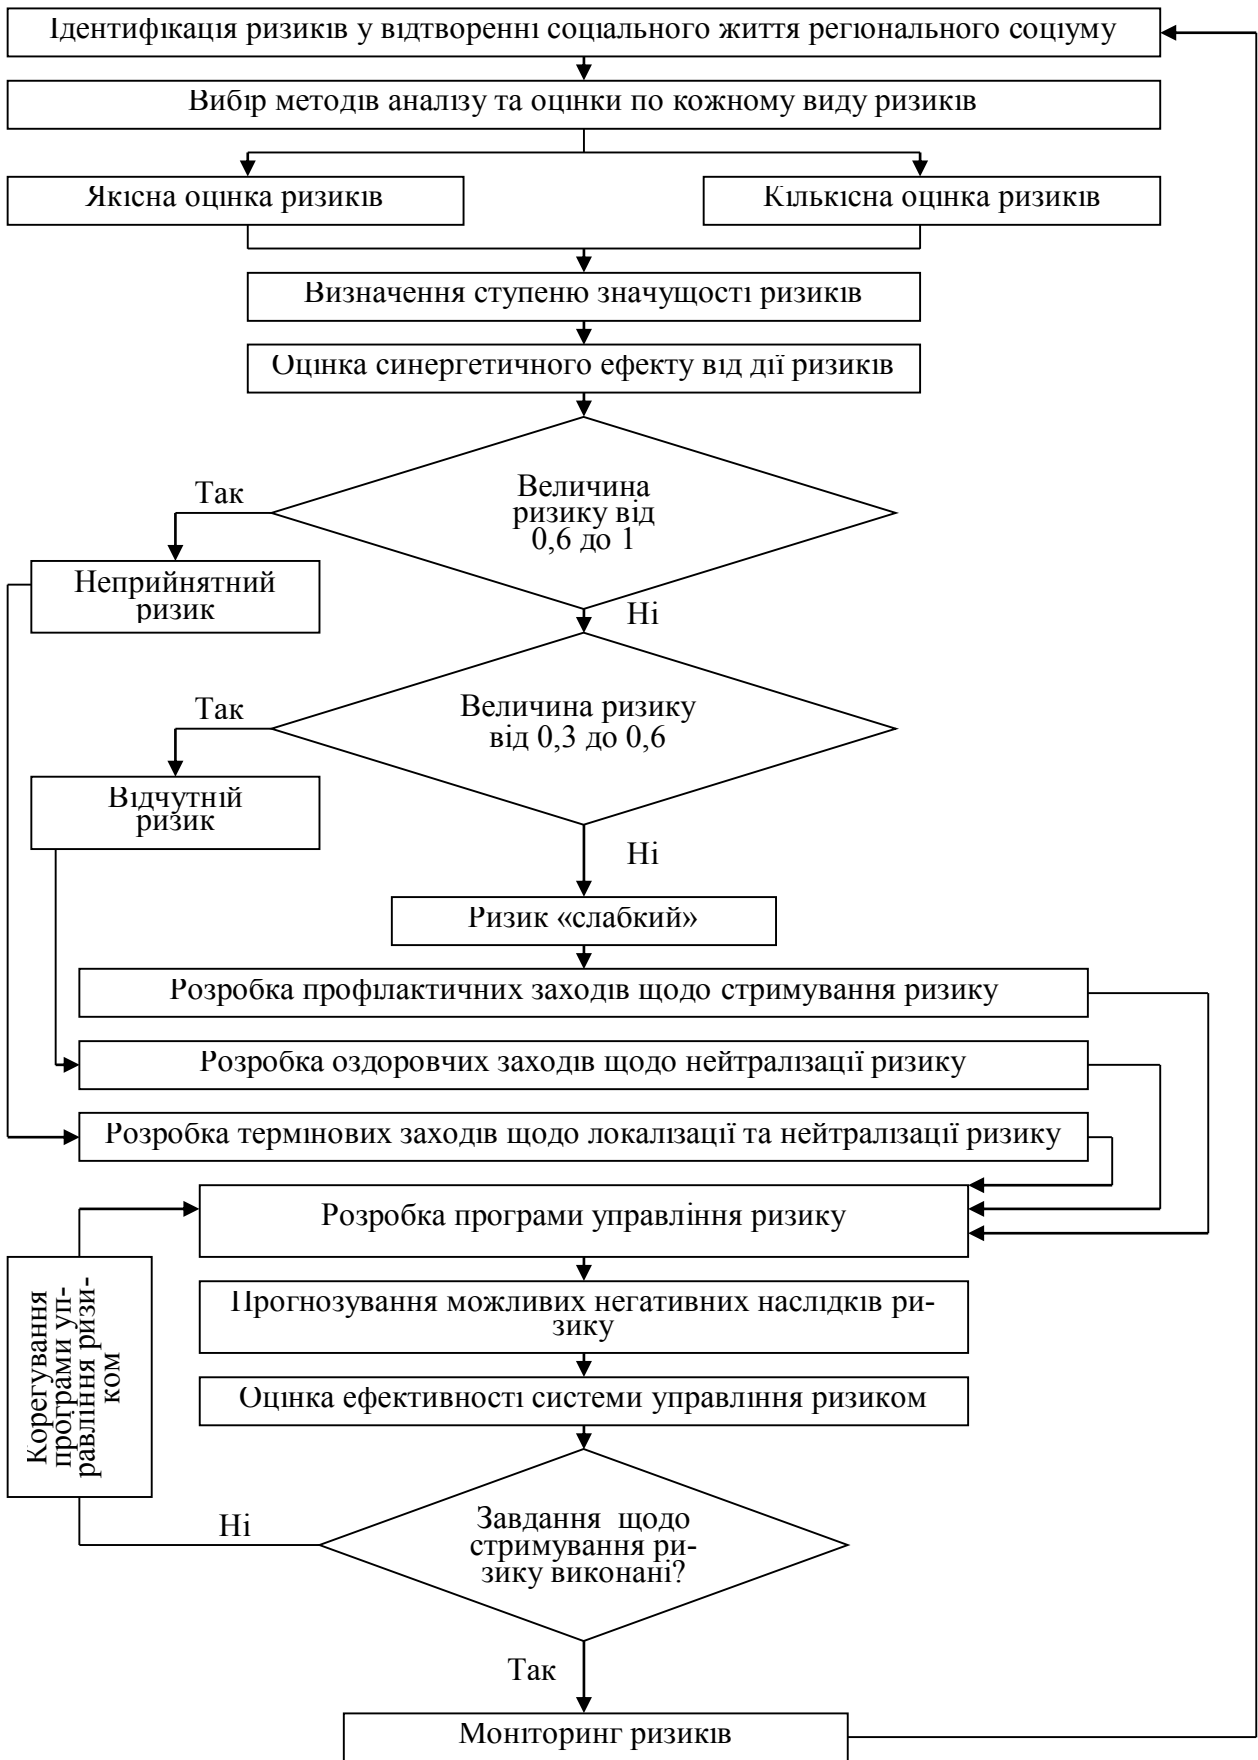 Ідентифікація ризиків у відтворенні соціального життя регіонального соціуму
Вибір методів аналізу та оцінки по кожному виду ризиків
Якісна оцінка ризиків
Кількісна оцінка ризиків
Визначення ступеню значущості ризиків
Оцінка синергетичного ефекту від дії ризиків
Величина
ризику від
0,6 до 1
Так
Неприйнятний
ризик
Ні
Величина ризику
від 0,3 до 0,6
Так
Відчутній
ризик
Ні
Ризик «слабкий»
Розробка профілактичних заходів щодо стримування ризику
Розробка оздоровчих заходів щодо нейтралізації ризику
Розробка термінових заходів щодо локалізації та нейтралізації ризику
Розробка програми управління ризику
Корегування
програми уп-
равління ризи-
ком
Прогнозування можливих негативних наслідків ри-
зику
Оцінка ефективності системи управління ризиком
Ні
Завдання щодо
стримування ри-
зику виконані?
Так
Моніторинг ризиків